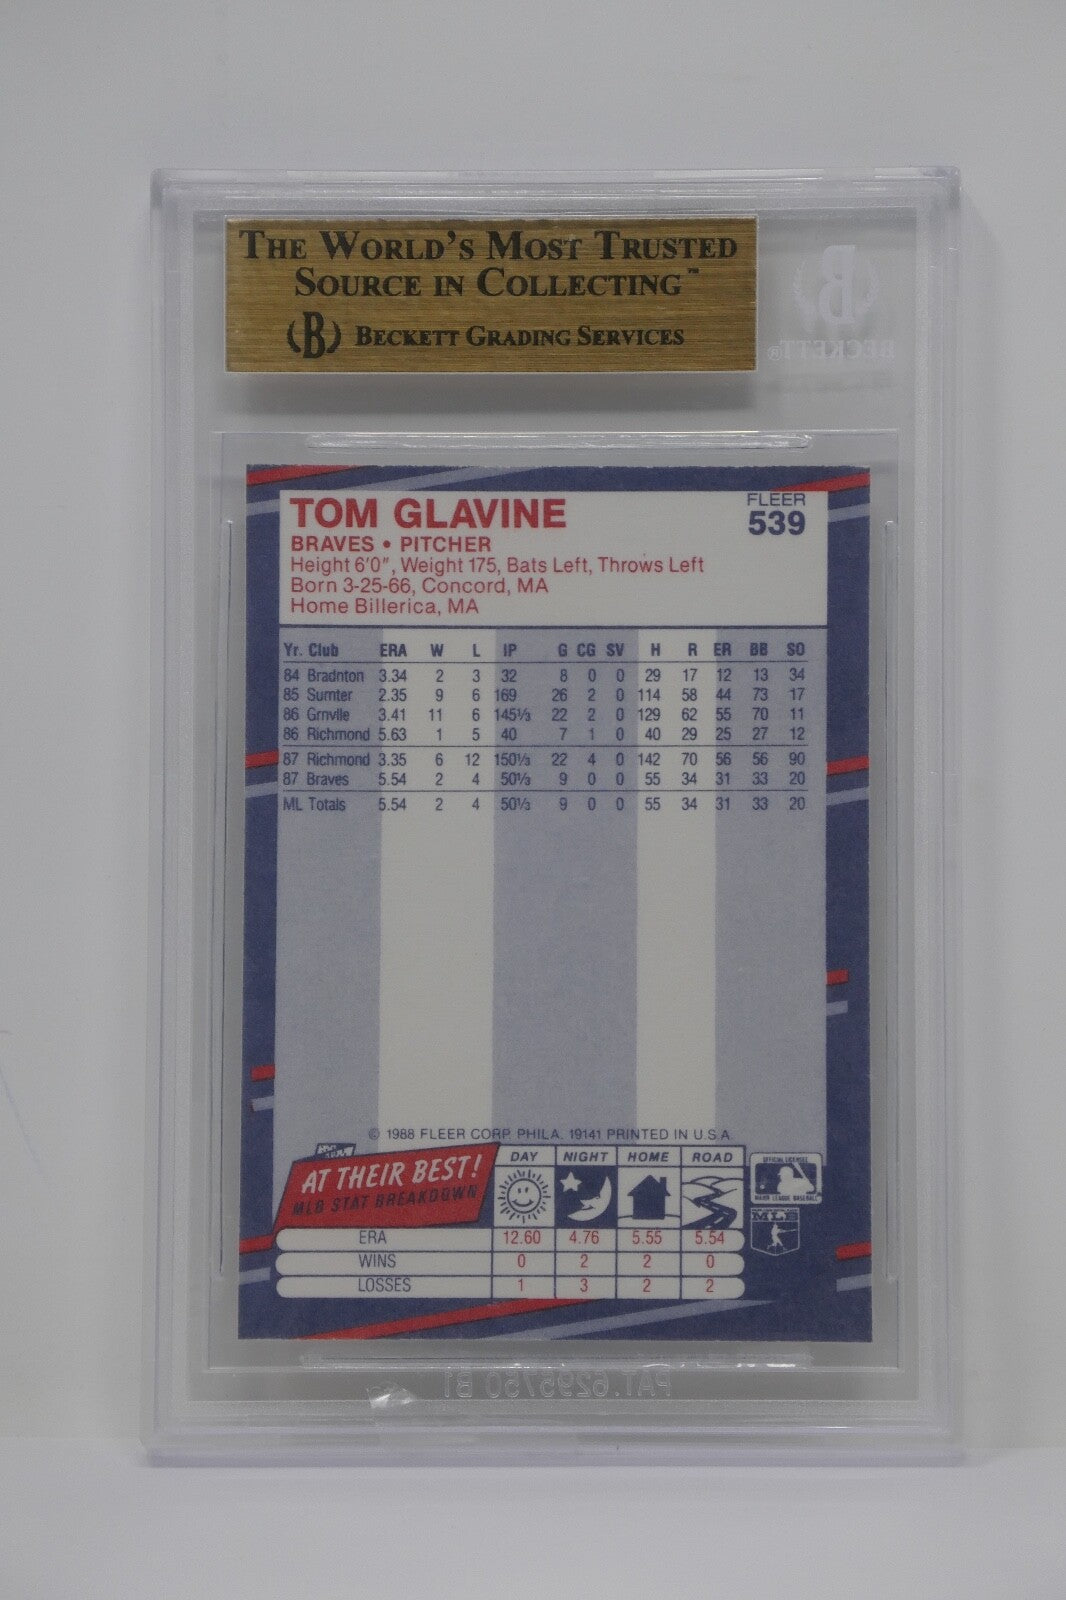 THE WORLD'S MOST TRUSTED
SOURCE IN COLLECTING™
(B) BECKETT GRADING SERVICES
B
BECKETT®
TOM GLAVINE
FLEER
539
BRAVES • PITCHER
Height 6'0", Weight 175, Bats Left, Throws Left
Born 3-25-66, Concord, MA
Home Billerica, MA
Yr. Club ERA W L IP G CG SV H R ER BB SO
84 Bradnton 3.34 2 3 32 8 0 0 29 17 12 13 34
85 Sumter 2.35 9 6 169 26 2 0 114 58 44 73 17
86 Grnvlle 3.41 11 6 145⅓ 22 2 0 129 62 55 70 11
86 Richmond 5.63 1 5 40 7 1 0 40 29 25 27 12
87 Richmond 3.35 6 12 150⅓ 22 4 0 142 70 56 56 90
87 Braves 5.54 2 4 50⅓ 9 0 0 55 34 31 33 20
ML Totals 5.54 2 4 50⅓ 9 0 0 55 34 31 33 20
© 1988 FLEER CORP. PHILA. 19141 PRINTED IN U.S.A.
AT THEIR BEST!
MLB STAT BREAKDOWN
DAY NIGHT HOME ROAD
ERA 12.60 4.76 5.55 5.54
WINS 0 2 2 0
LOSSES 1 3 2 2
OFFICIAL LICENSEE
MAJOR LEAGUE BASEBALL
MLB
PAT. 6295750 B1